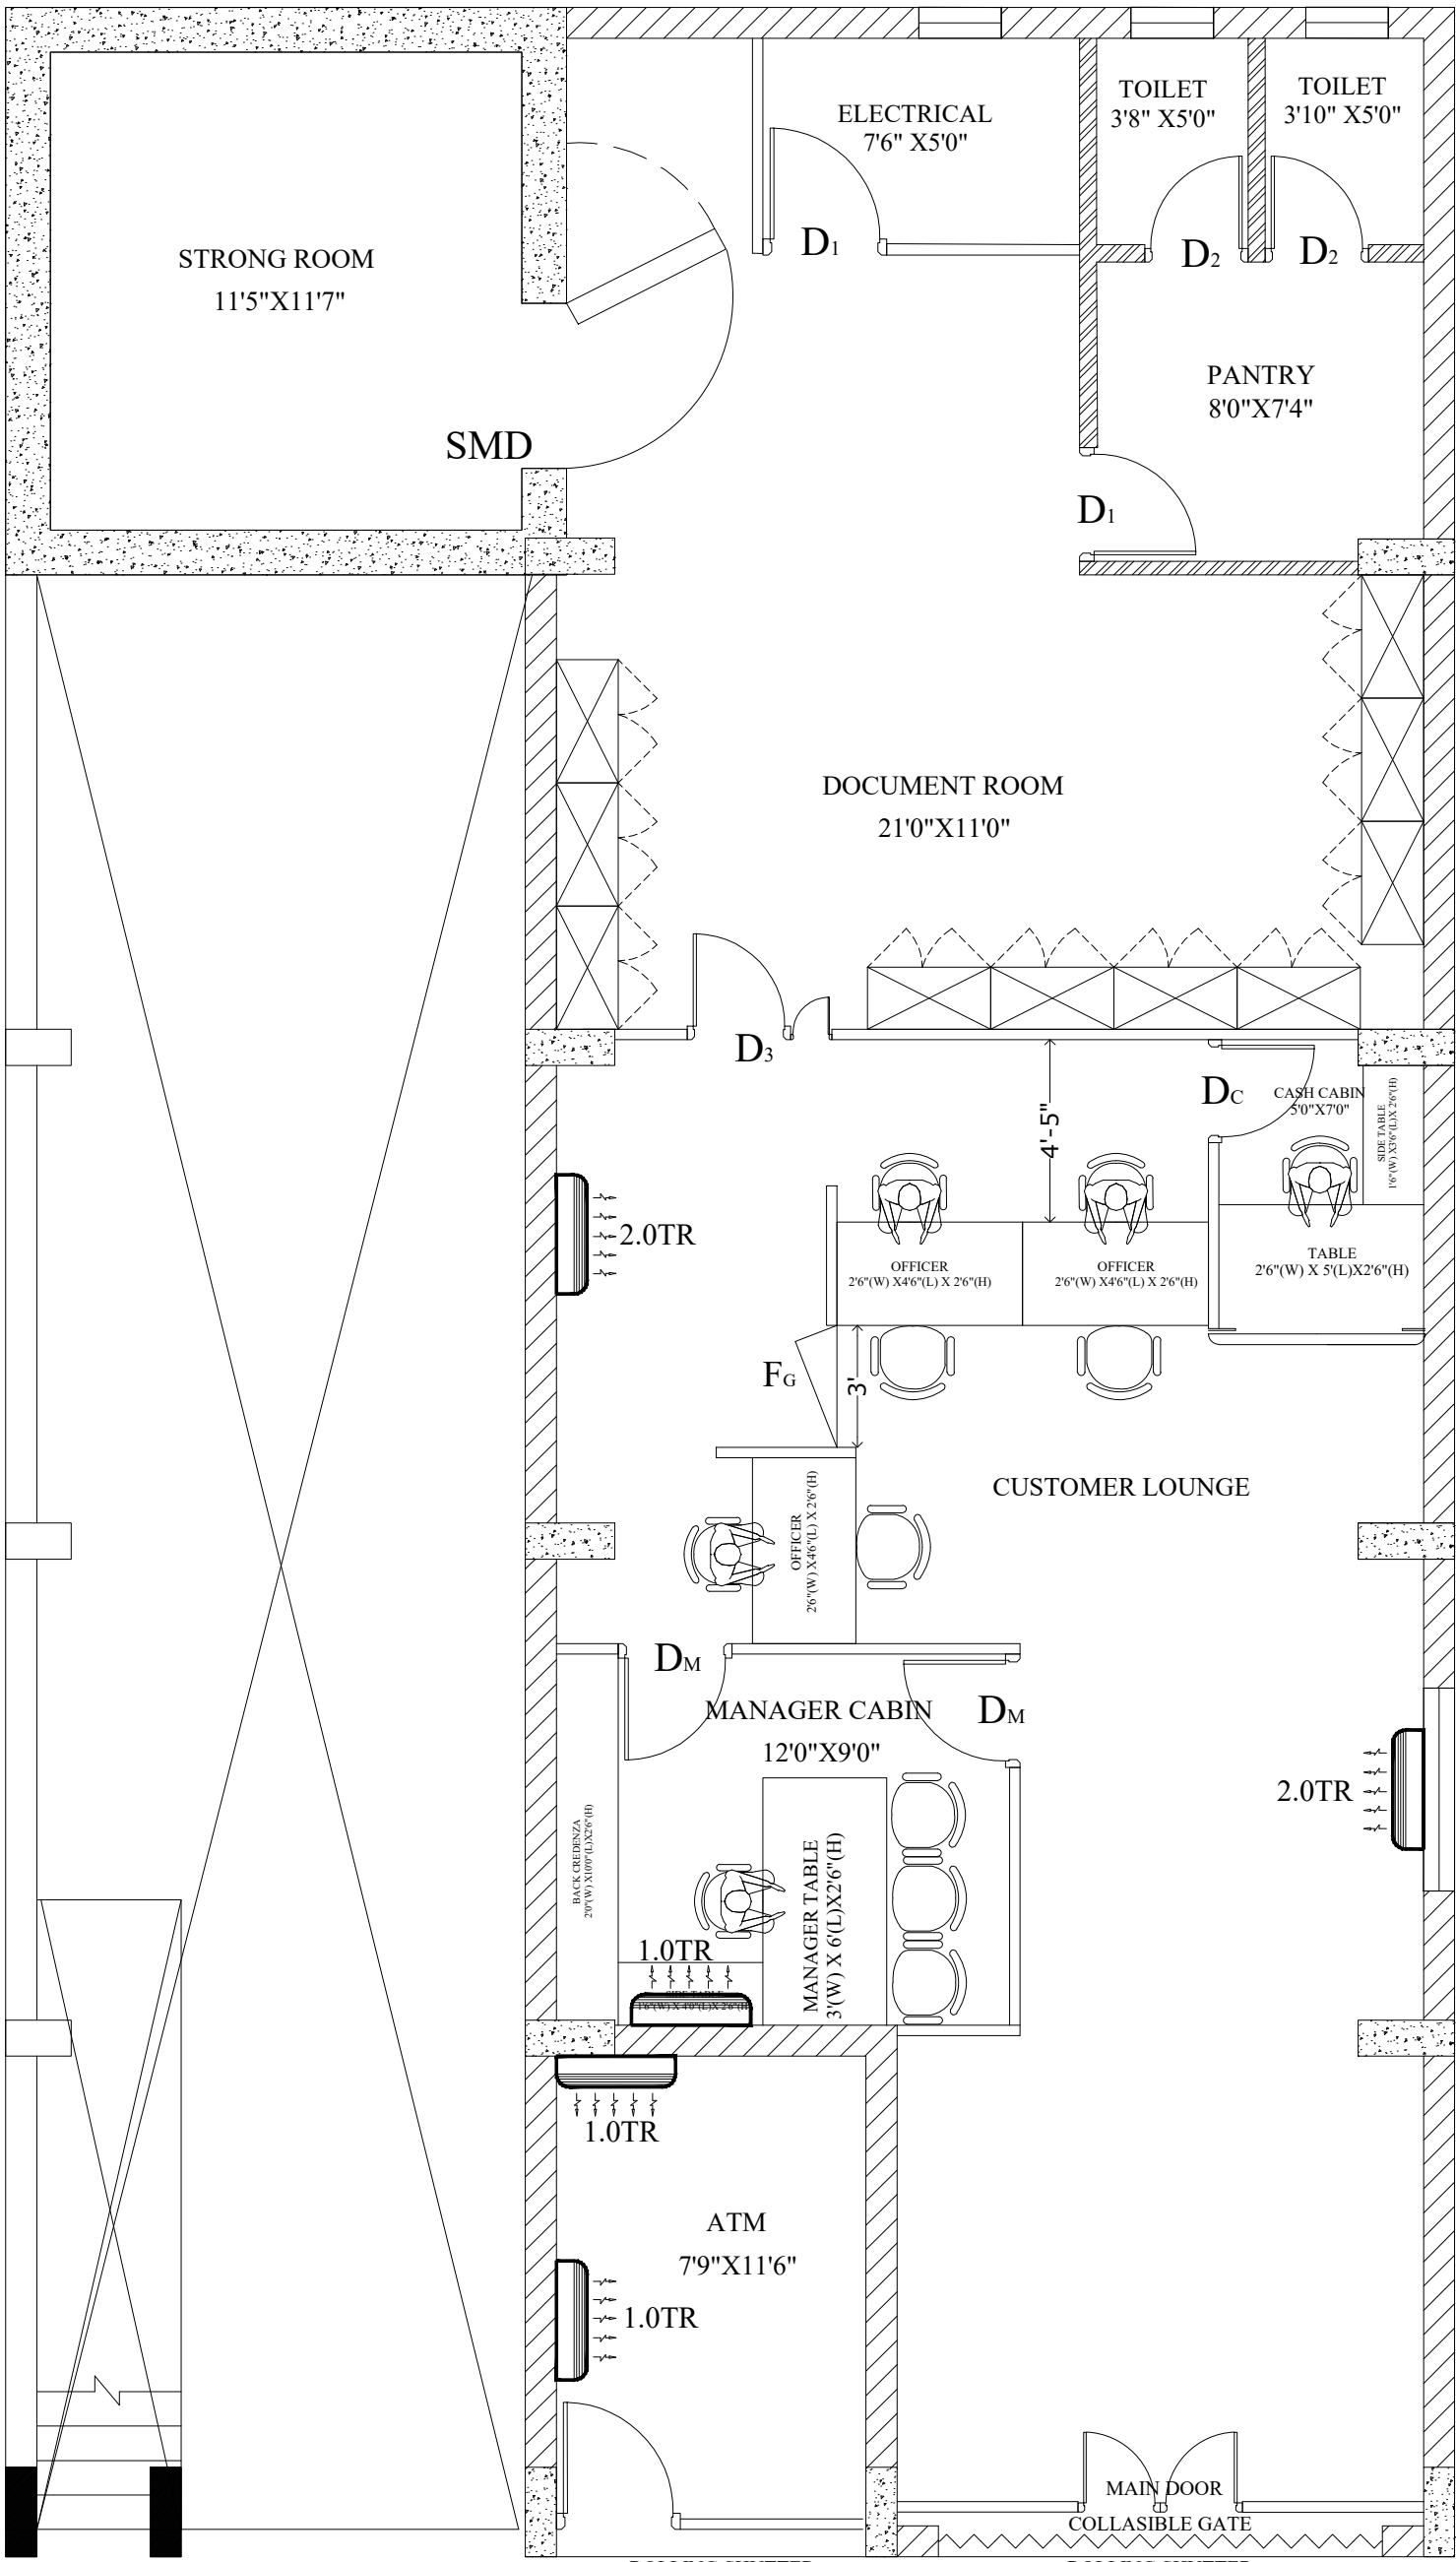 ELECTRICAL
7'6" X5'0"
TOILET
3'8" X5'0"
TOILET
3'10" X5'0"
D1
D2
D2
STRONG ROOM
11'5"X11'7"
PANTRY
8'0"X7'4"
SMD
D1
DOCUMENT ROOM
21'0"X11'0"
D3
4'-5"
DC
CASH CABIN
5'0"X7'0"
SIDE TABLE
1'6"(W) X3'6"(L)X 2'6"(H)
2.0TR
OFFICER
2'6"(W) X4'6"(L) X 2'6"(H)
OFFICER
2'6"(W) X4'6"(L) X 2'6"(H)
TABLE
2'6"(W) X 5'(L)X2'6"(H)
FG
3'
CUSTOMER LOUNGE
OFFICER
2'6"(W) X4'6"(L) X 2'6"(H)
DM
MANAGER CABIN
12'0"X9'0"
DM
2.0TR
BACK CREDENZA
2'0"(W) X10'0"(L)X2'6"(H)
MANAGER TABLE
3'(W) X 6'(L)X2'6"(H)
1.0TR
SIDE TABLE
1.0TR
ATM
7'9"X11'6"
1.0TR
MAIN DOOR
COLLASIBLE GATE